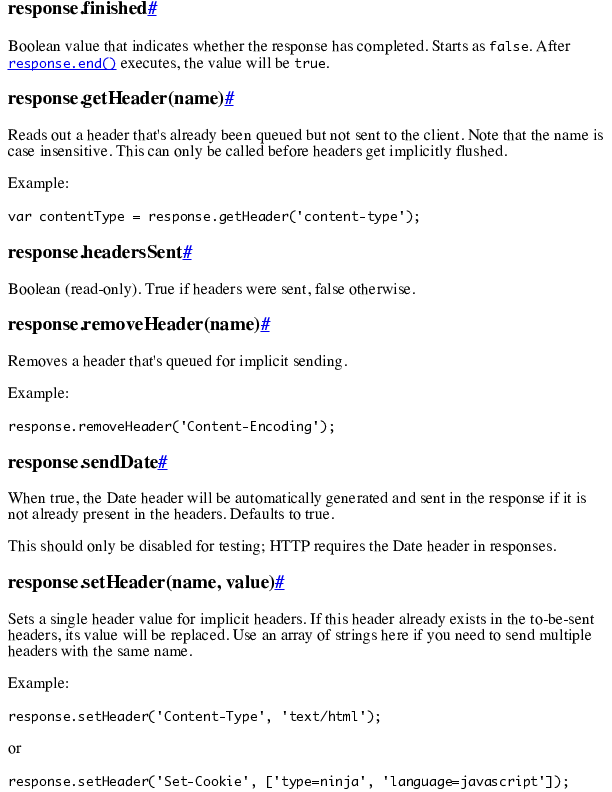 response.finished#
Boolean value that indicates whether the response has completed. Starts as false. After
response.end() executes, the value will be true.
response.getHeader(name)#
Reads out a header that's already been queued but not sent to the client. Note that the name is
case insensitive. This can only be called before headers get implicitly flushed.
Example:
var contentType = response.getHeader('content-type');
response.headersSent#
Boolean (read-only). True if headers were sent, false otherwise.
response.removeHeader(name)#
Removes a header that's queued for implicit sending.
Example:
response.removeHeader('Content-Encoding');
response.sendDate#
When true, the Date header will be automatically generated and sent in the response if it is
not already present in the headers. Defaults to true.
This should only be disabled for testing; HTTP requires the Date header in responses.
response.setHeader(name, value)#
Sets a single header value for implicit headers. If this header already exists in the to-be-sent
headers, its value will be replaced. Use an array of strings here if you need to send multiple
headers with the same name.
Example:
response.setHeader('Content-Type', 'text/html');
or
response.setHeader('Set-Cookie', ['type=ninja', 'language=javascript']);